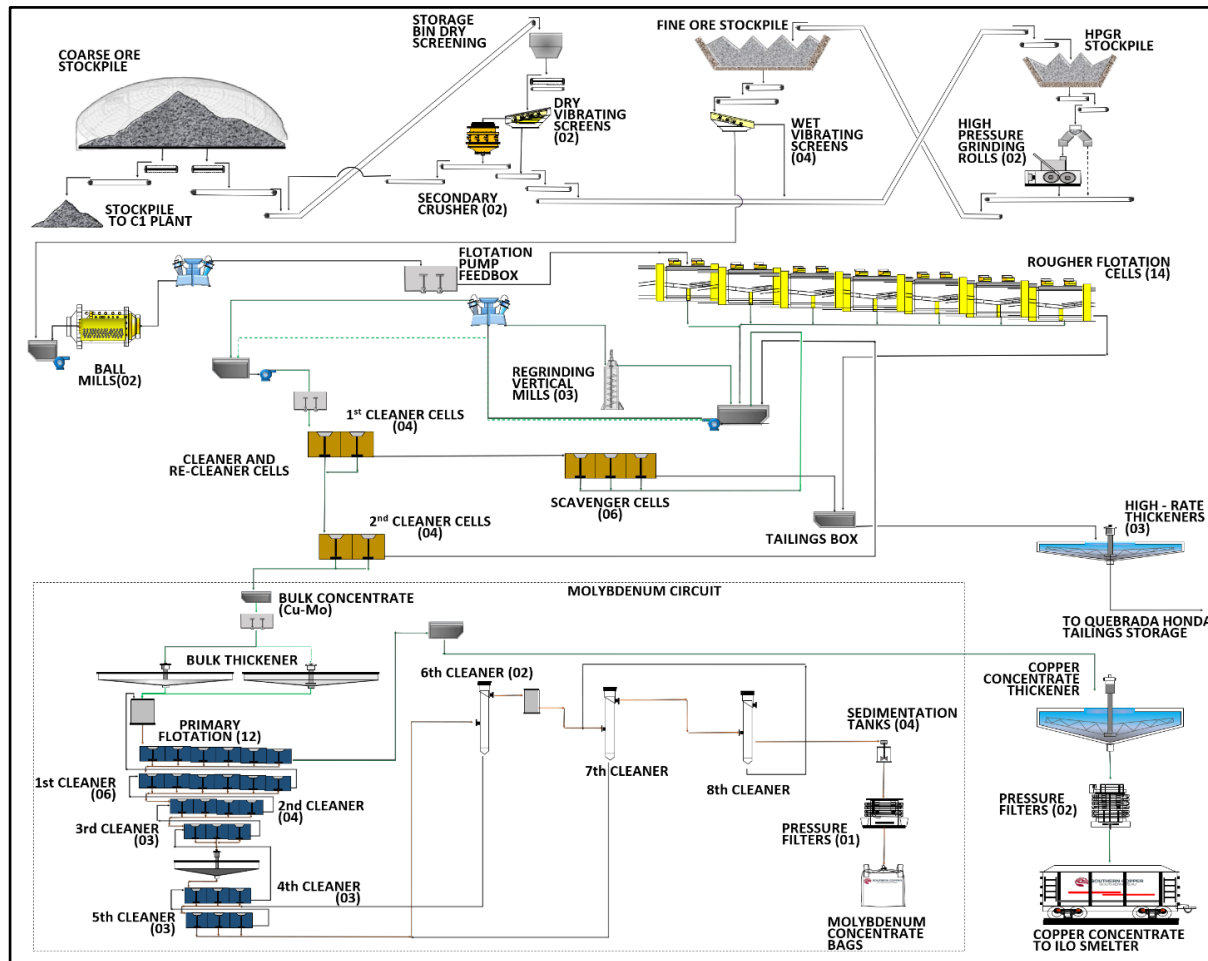 COARSE ORE
STOCKPILE
STORAGE
BIN DRY
SCREENING
FINE ORE STOCKPILE
HPGR
STOCKPILE
DRY
VIBRATING
SCREENS
(02)
WET
VIBRATING
SCREENS
(04)
HIGH
PRESSURE
GRINDING
ROLLS (02)
STOCKPILE
TO C1 PLANT
SECONDARY
CRUSHER (02)
FLOTATION
PUMP
FEEDBOX
ROUGHER FLOTATION
CELLS (14)
BALL
MILLS(02)
REGRINDING
VERTICAL
MILLS (03)
1st CLEANER CELLS
(04)
CLEANER AND
RE-CLEANER CELLS
SCAVENGER CELLS
(06)
2nd CLEANER CELLS
(04)
TAILINGS BOX
HIGH - RATE
THICKENERS
(03)
TO QUEBRADA HONDA
TAILINGS STORAGE
BULK CONCENTRATE
(Cu-Mo)
MOLYBDENUM CIRCUIT
BULK THICKENER
6th CLEANER (02)
COPPER
CONCENTRATE
THICKENER
PRIMARY
FLOTATION (12)
SEDIMENTATION
TANKS (04)
7th CLEANER
8th CLEANER
1st CLEANER
(06)
2nd CLEANER
(04)
3rd CLEANER
(03)
PRESSURE
FILTERS (01)
PRESSURE
FILTERS (02)
4th CLEANER
(03)
5th CLEANER
(03)
SOUTHERN COPPER
SOUTHERN COPPER
MOLYBDENUM
CONCENTRATE
BAGS
COPPER CONCENTRATE
TO ILO SMELTER